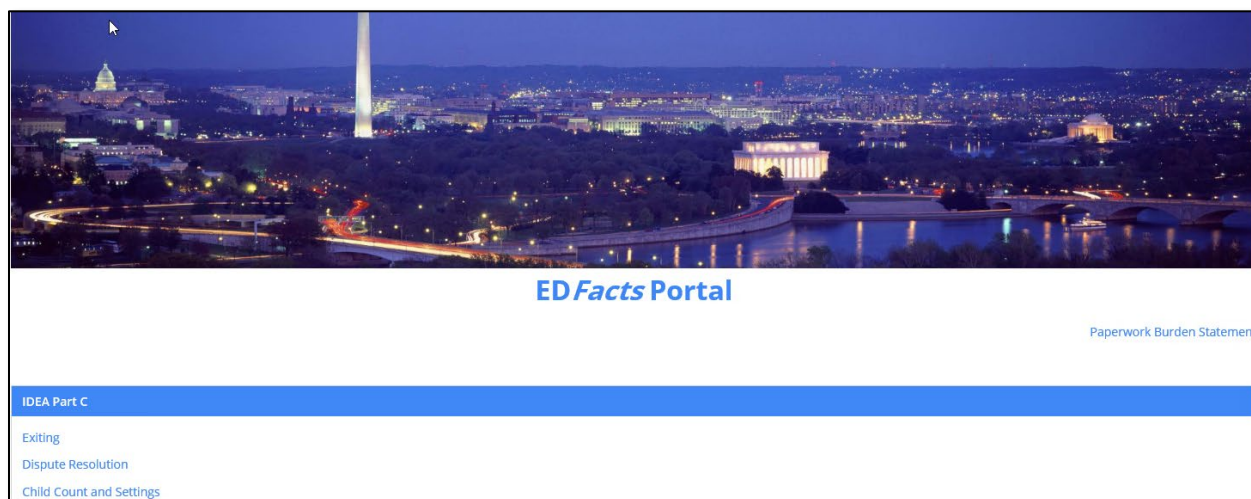 EDFacts Portal
Paperwork Burden Statemen
IDEA Part C
Exiting
Dispute Resolution
Child Count and Settings